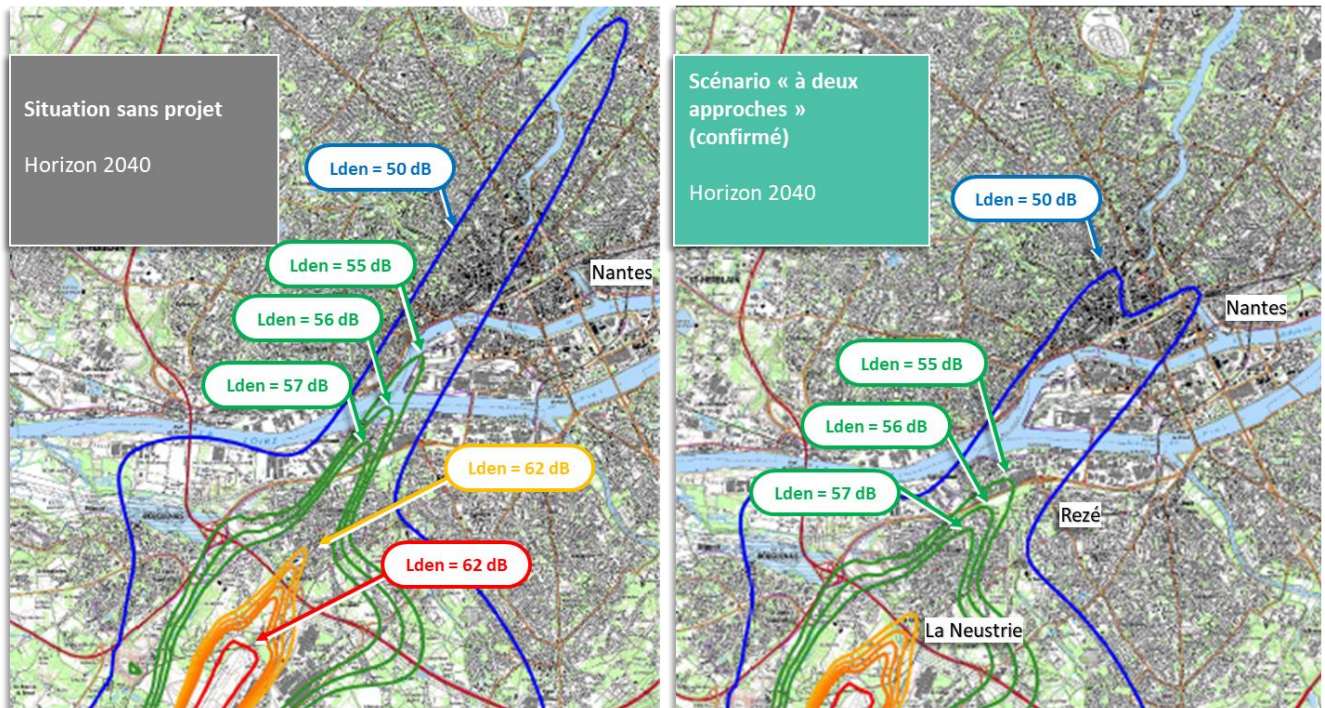 Situation sans projet
Horizon 2040
Lden = 50 dB
Lden = 55 dB
Nantes
Lden = 56 dB
Lden = 57 dB
LOIRE
Lden = 62 dB
Lden = 62 dB
Scénario « à deux
approches »
(confirmé)
Horizon 2040
Lden = 50 dB
Nantes
Lden = 55 dB
Lden = 56 dB
Lden = 57 dB
Rezé
La Neustrie